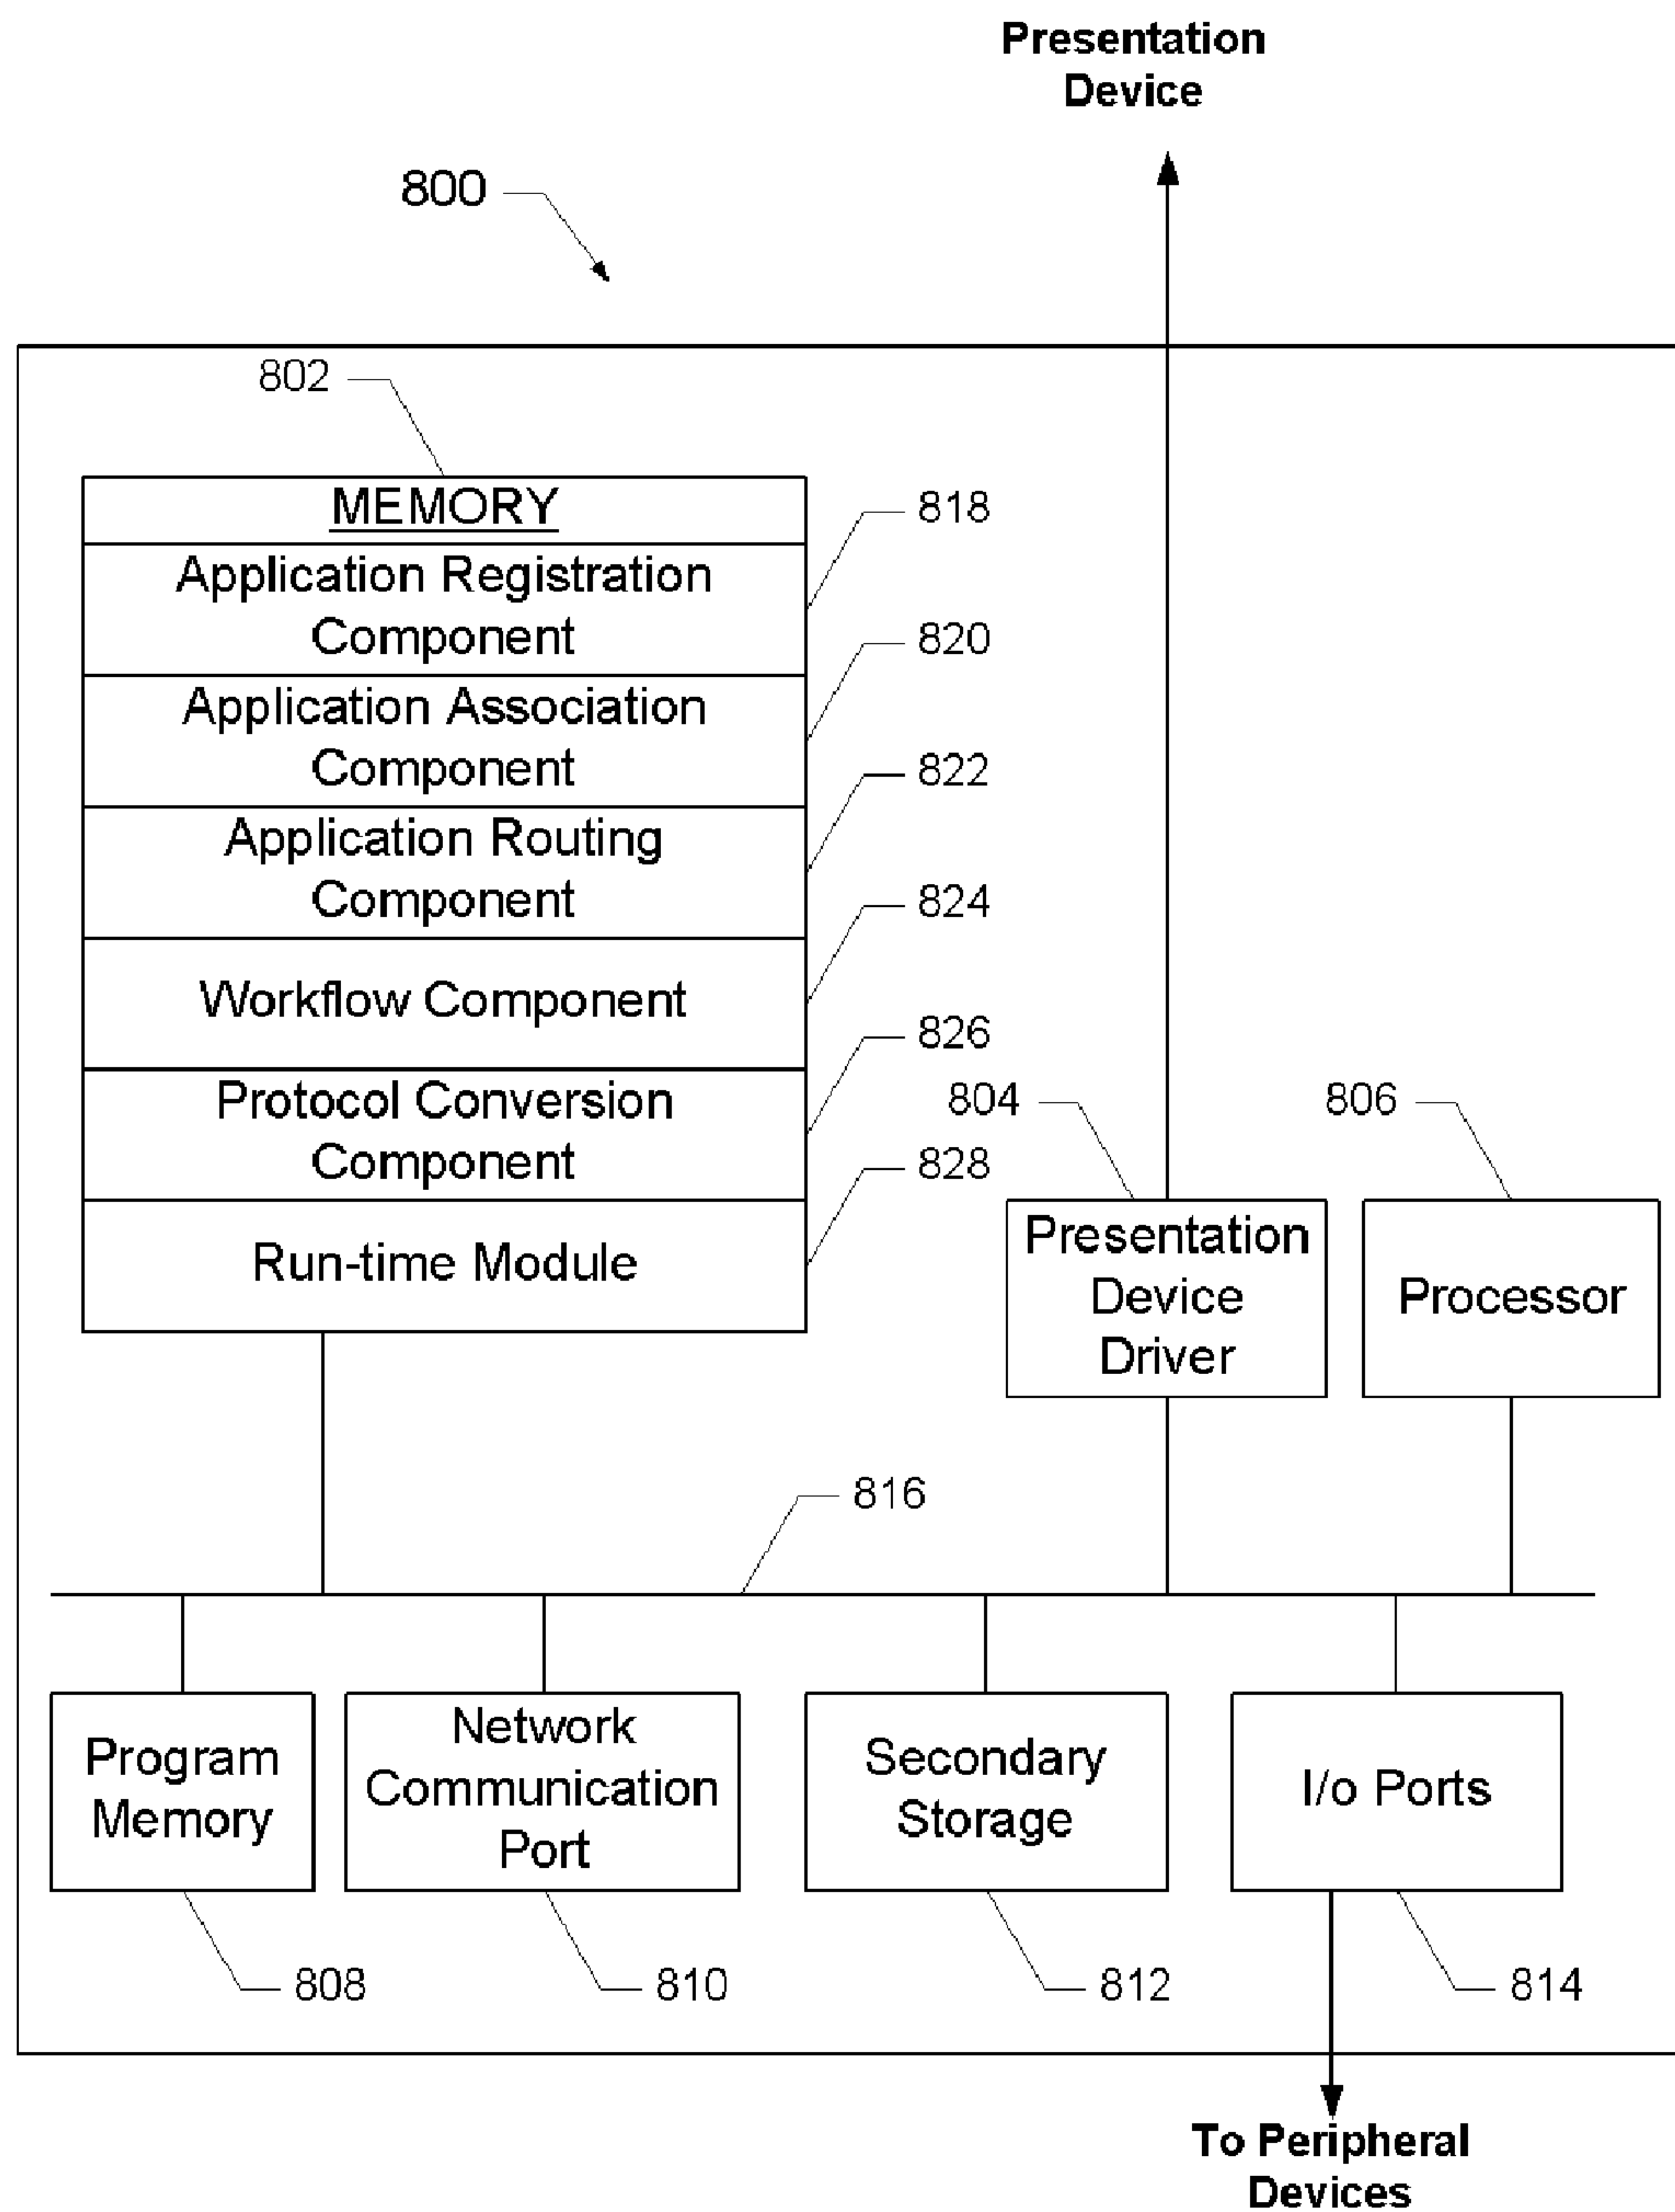 Presentation
Device
800
802
MEMORY
818
Application Registration
Component
820
Application Association
Component
822
Application Routing
Component
824
Workflow Component
826
Protocol Conversion
Component
828
Run-time Module
804
806
Presentation
Device
Driver
Processor
816
Program
Memory
Network
Communication
Port
Secondary
Storage
I/o Ports
808
810
812
814
To Peripheral
Devices